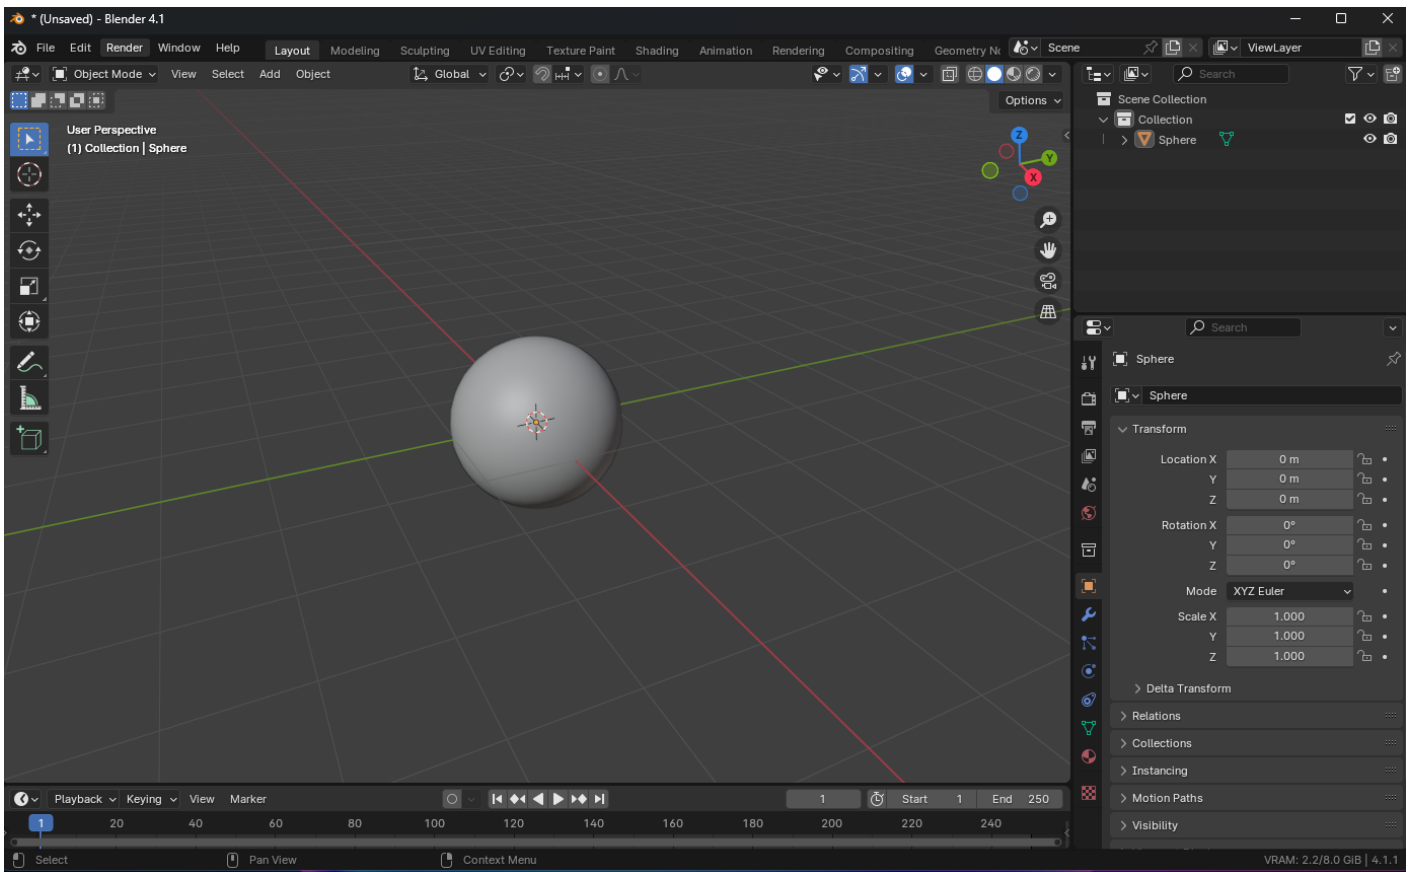 * (Unsaved) - Blender 4.1
File Edit Render Window Help Layout Modeling Sculpting UV Editing Texture Paint Shading Animation Rendering Compositing Geometry No Scene ViewLayer
Object Mode View Select Add Object Global Search
Options
User Perspective
(1) Collection | Sphere
Z
Y
X
Scene Collection
Collection
Sphere
Search
Sphere
Sphere
Transform
Location X 0 m
Y 0 m
Z 0 m
Rotation X 0°
Y 0°
Z 0°
Mode XYZ Euler
Scale X 1.000
Y 1.000
Z 1.000
Delta Transform
Relations
Collections
Instancing
Motion Paths
Visibility
Playback Keying View Marker 1 Start 1 End 250
1 20 40 60 80 100 120 140 160 180 200 220 240
Select Pan View Context Menu VRAM: 2.2/8.0 GiB | 4.1.1